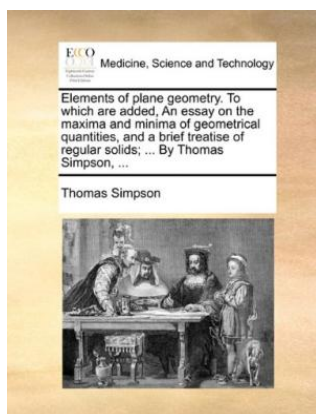 ECCO
Medicine, Science and Technology
Elements of plane geometry. To
which are added, An essay on the
maxima and minima of geometrical
quantities, and a brief treatise of
regular solids; ... By Thomas
Simpson, ...
Thomas Simpson